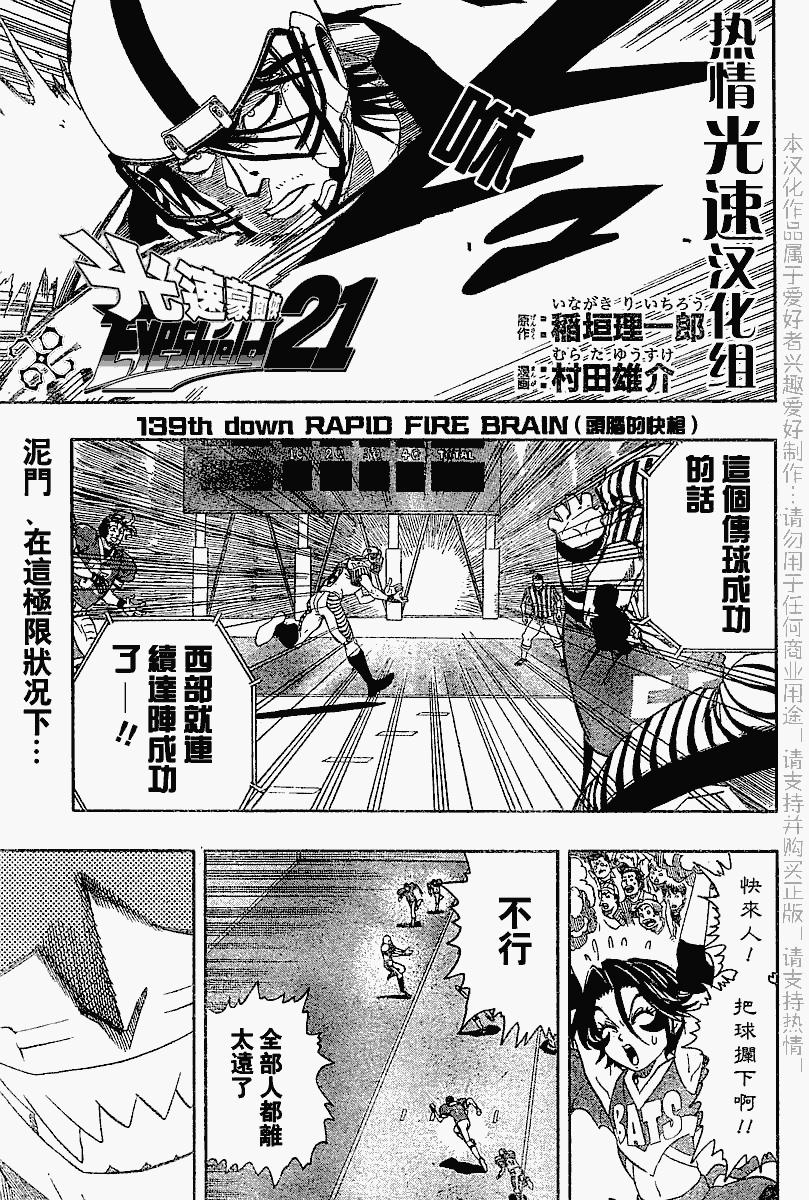 热情光速汉化组
咻
光速蒙面俠
Eyeshield 21
いながきりいちろう
原作 稲垣理一郎
むらたゆうすけ
漫画 村田雄介
139th down RAPID FIRE BRAIN（頭腦的快槍）
這個傳球成功
的話
1Q 2Q 3Q 4Q TOTAL
西部就連
續達陣成功
了—!!
泥門、在這極限狀况下…
快來人！
把球攔下啊!!
BATS
不行
全部人都離
太遠了
本汉化作品属于爱好者兴趣爱好制作…请勿用于任何商业用途—请支持并购买正版—请支持热情—